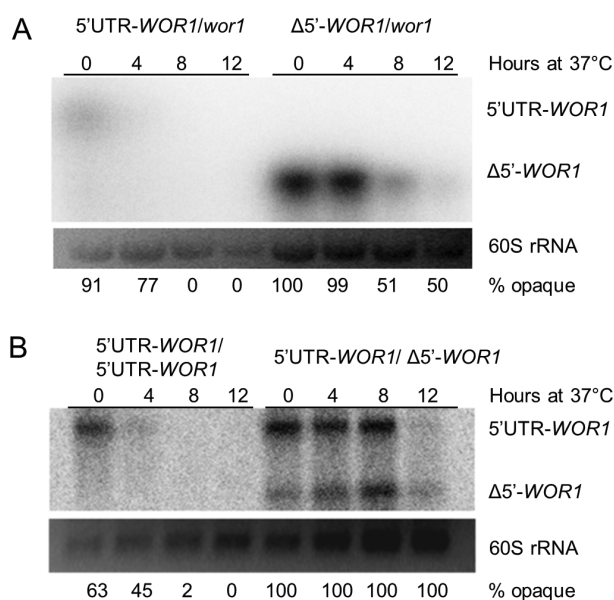 A
5'UTR-WOR1/wor1 Δ5'-WOR1/wor1
0 4 8 12 0 4 8 12 Hours at 37°C
5'UTR-WOR1
Δ5'-WOR1
60S rRNA
91 77 0 0 100 99 51 50 % opaque
B
5'UTR-WOR1/
5'UTR-WOR1
5'UTR-WOR1/ Δ5'-WOR1
0 4 8 12 0 4 8 12 Hours at 37°C
5'UTR-WOR1
Δ5'-WOR1
60S rRNA
63 45 2 0 100 100 100 100 % opaque